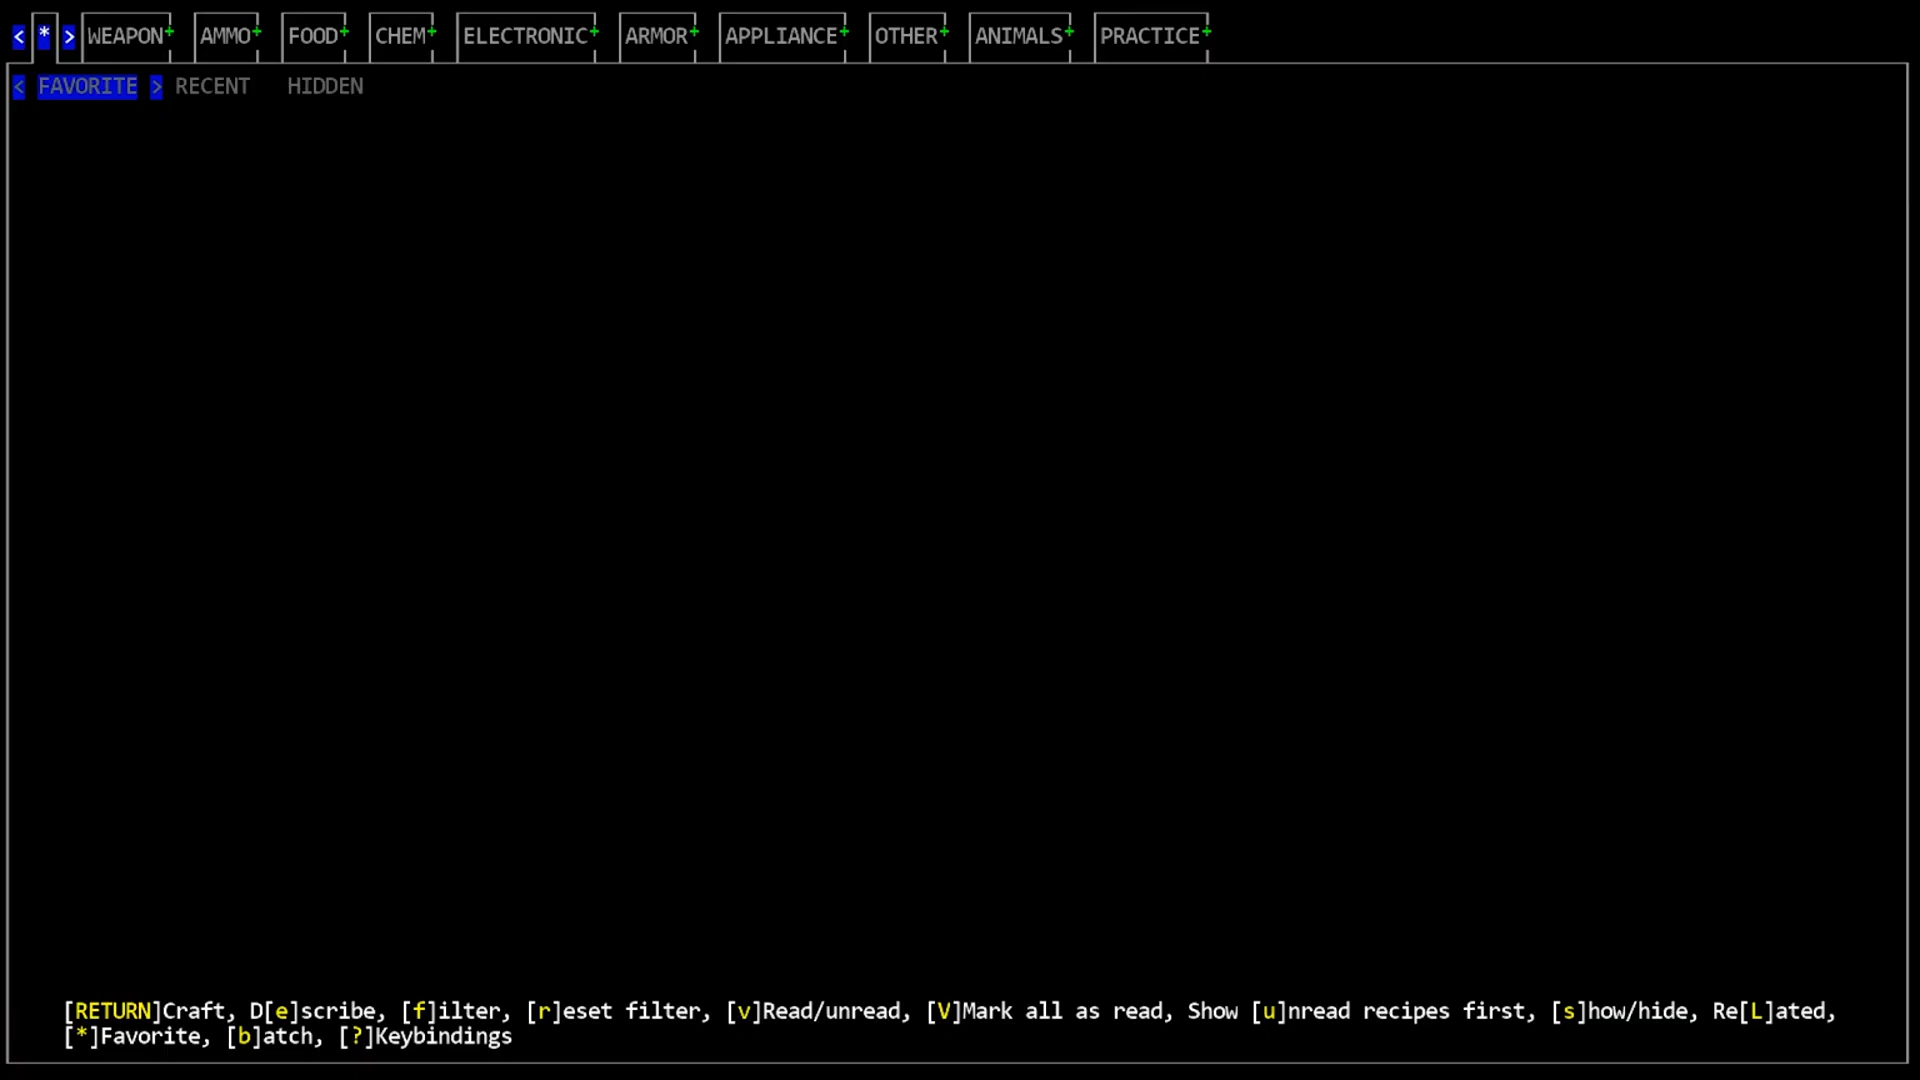 < * > WEAPON+ AMMO+ FOOD+ CHEM+ ELECTRONIC+ ARMOR+ APPLIANCE+ OTHER+ ANIMALS+ PRACTICE+
< FAVORITE > RECENT HIDDEN
[RETURN]Craft, D[e]scribe, [f]ilter, [r]eset filter, [v]Read/unread, [V]Mark all as read, Show [u]nread recipes first, [s]how/hide, Re[L]ated,
[*]Favorite, [b]atch, [?]Keybindings